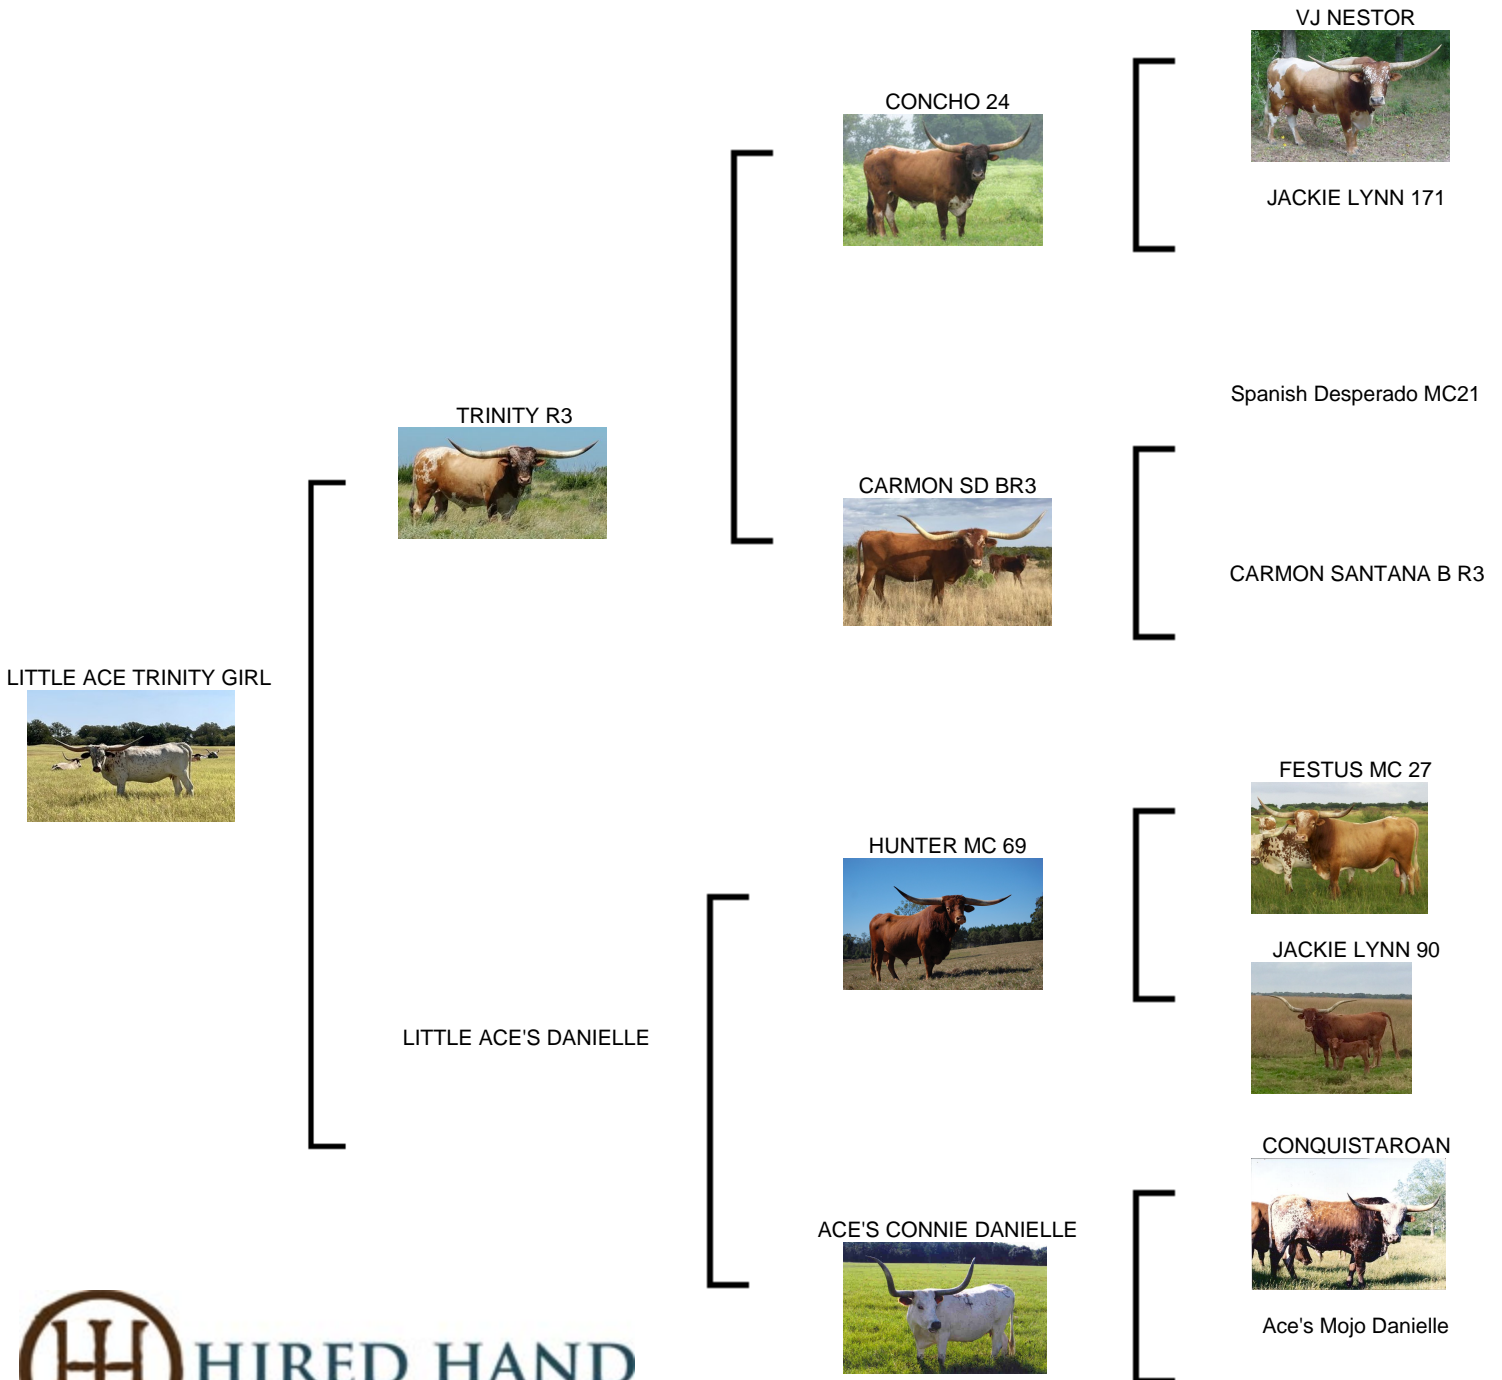 VJ NESTOR
CONCHO 24
JACKIE LYNN 171
Spanish Desperado MC21
TRINITY R3
CARMON SD BR3
CARMON SANTANA B R3
LITTLE ACE TRINITY GIRL
FESTUS MC 27
HUNTER MC 69
JACKIE LYNN 90
LITTLE ACE'S DANIELLE
CONQUISTAROAN
ACE'S CONNIE DANIELLE
Ace's Mojo Danielle
HIRED HAND